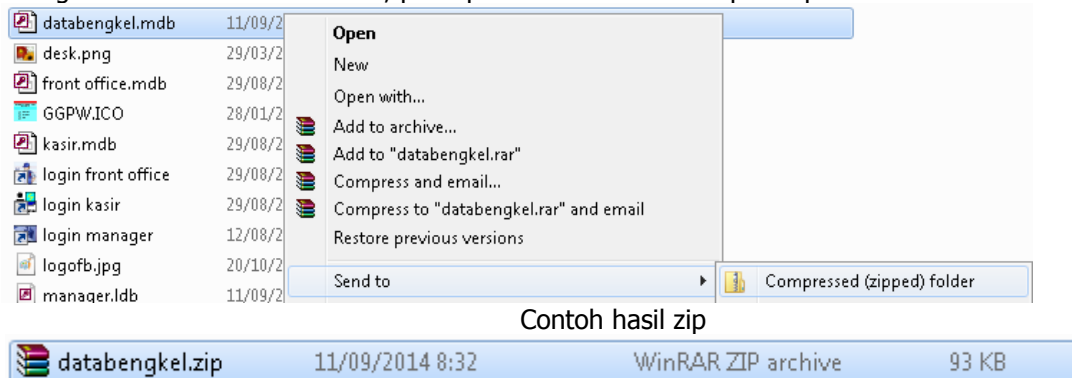 databengkel.mdb 11/09/2
desk.png 29/03/2
front office.mdb 29/08/2
GGPW.ICO 28/01/2
kasir.mdb 29/08/2
login front office 29/08/2
login kasir 29/08/2
login manager 12/08/2
logofb.jpg 20/10/2
manager.ldb 11/09/2
Open
New
Open with...
Add to archive...
Add to "databengkel.rar"
Compress and email...
Compress to "databengkel.rar" and email
Restore previous versions
Send to
Compressed (zipped) folder
Contoh hasil zip
databengkel.zip 11/09/2014 8:32 WinRAR ZIP archive 93 KB